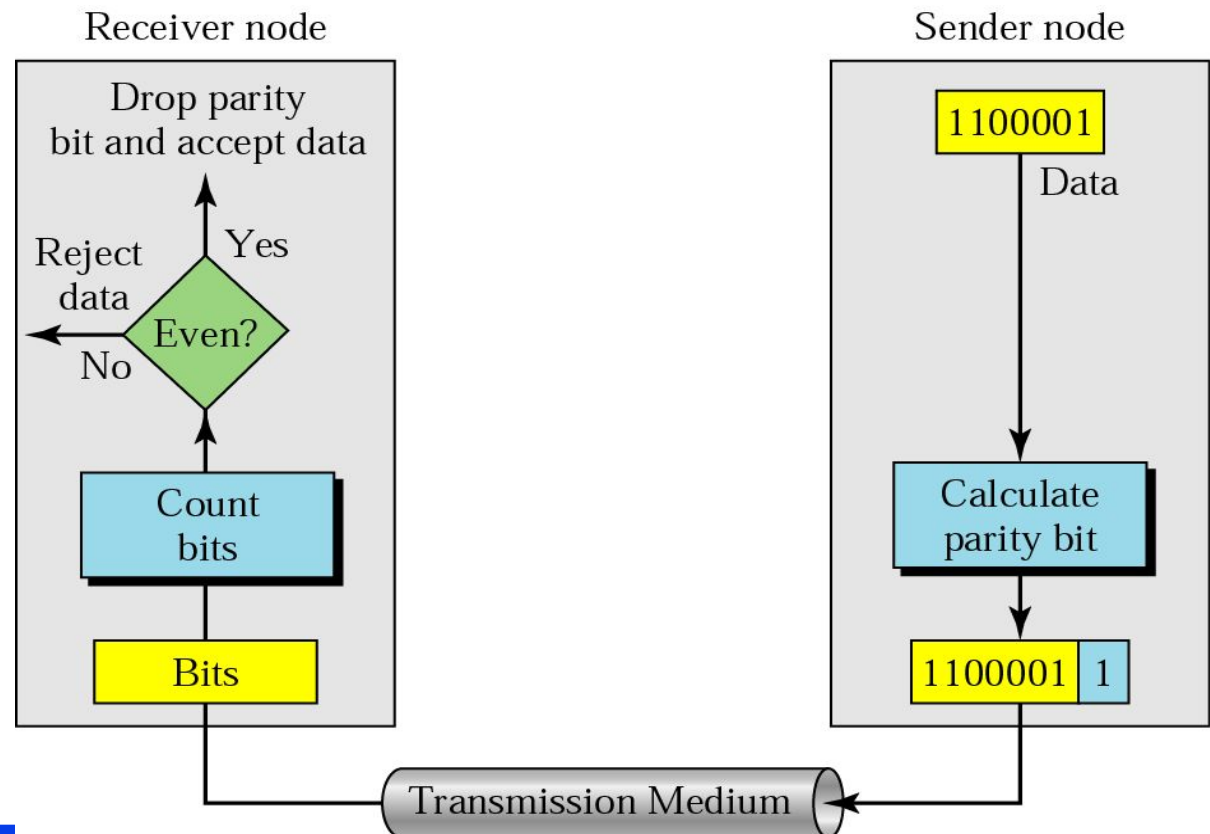 Receiver node
Drop parity
bit and accept data
Yes
Reject
data
Even?
No
Count
bits
Bits
Sender node
1100001
Data
Calculate
parity bit
1100001 1
Transmission Medium